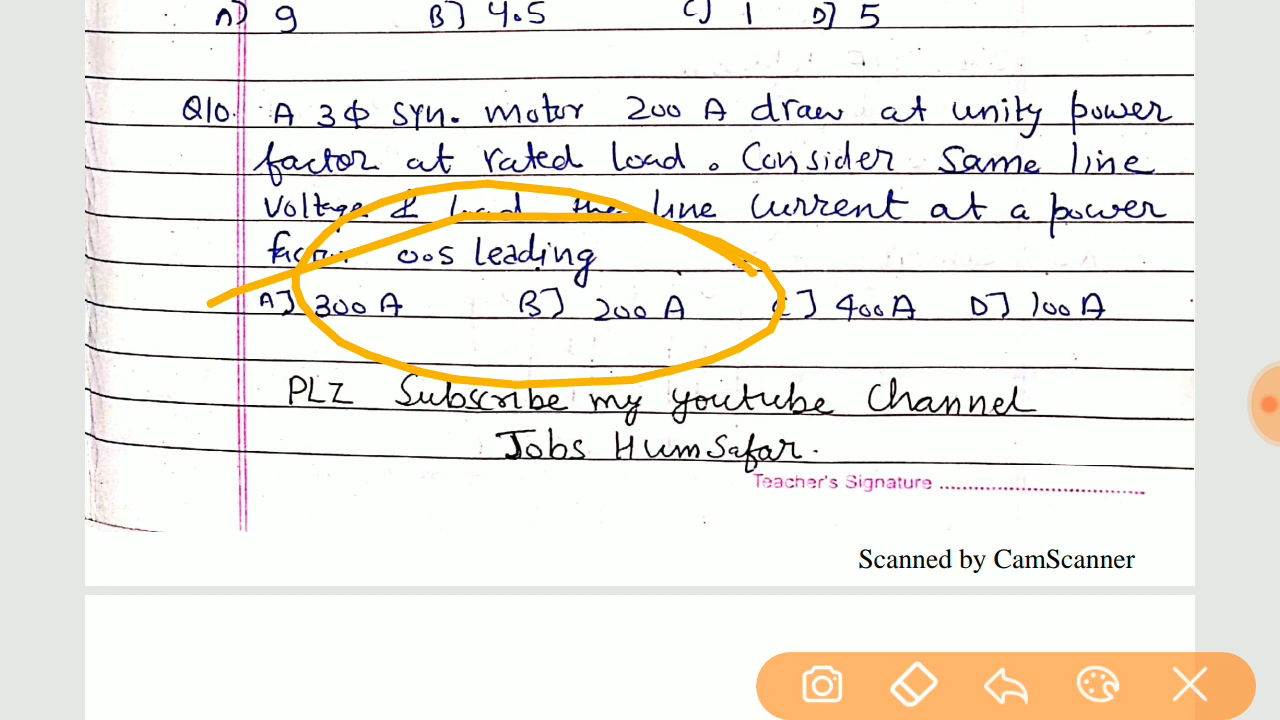 A) 9 B] 4.5 C] 1 D] 5
Q10. A 3Φ syn. motor 200 A draw at unity power
factor at rated load. Consider same line
voltage & load the line current at a power
factor 0.5 leading
A] 300 A B] 200 A C] 400A D] 100A
PLZ Subscribe my youtube Channel
Jobs HumSafar.
Teacher's Signature
Scanned by CamScanner